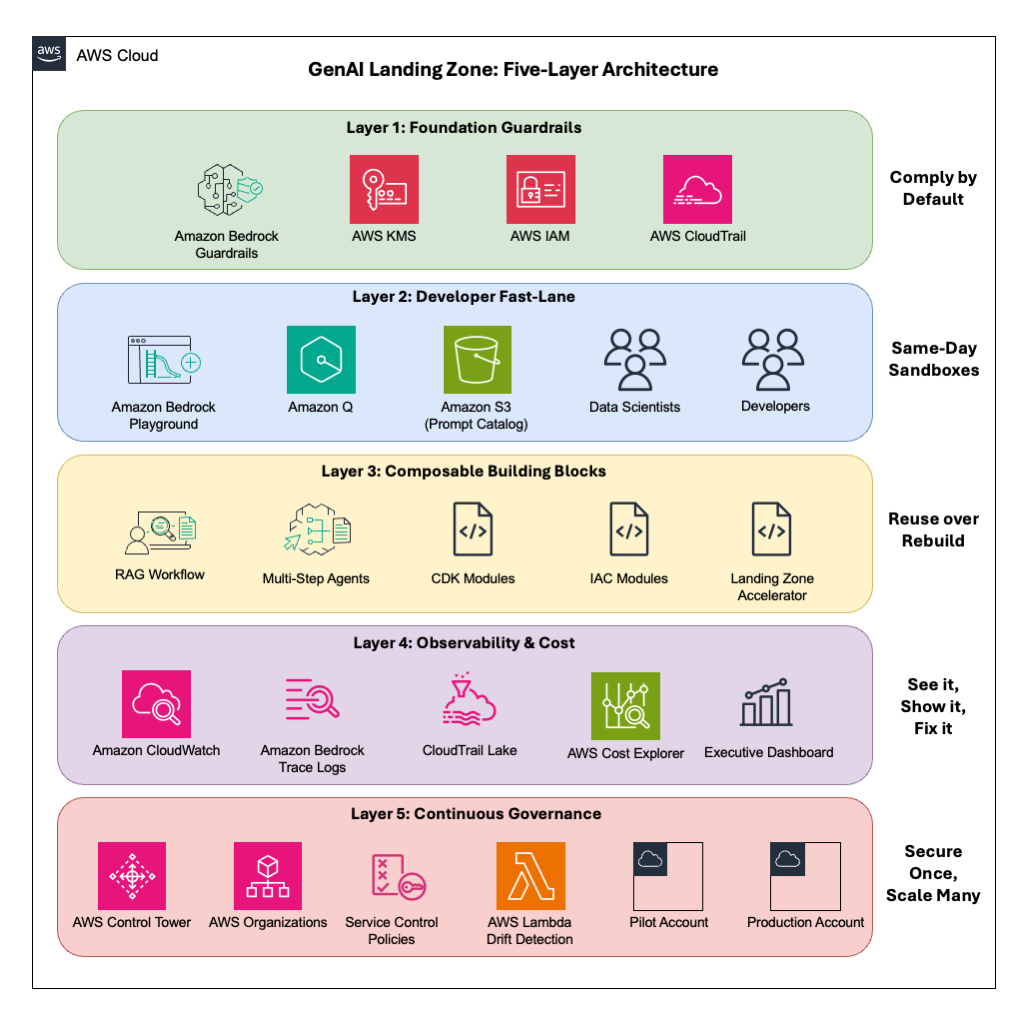 aws
AWS Cloud
GenAI Landing Zone: Five-Layer Architecture
Layer 1: Foundation Guardrails
Amazon Bedrock
Guardrails
AWS KMS
AWS IAM
AWS CloudTrail
Comply by
Default
Layer 2: Developer Fast-Lane
Amazon Bedrock
Playground
Amazon Q
Amazon S3
(Prompt Catalog)
Data Scientists
Developers
Same-Day
Sandboxes
Layer 3: Composable Building Blocks
RAG Workflow
Multi-Step Agents
</>
CDK Modules
</>
IAC Modules
</>
Landing Zone
Accelerator
Reuse over
Rebuild
Layer 4: Observability & Cost
Amazon CloudWatch
Amazon Bedrock
Trace Logs
CloudTrail Lake
AWS Cost Explorer
Executive Dashboard
See it,
Show it,
Fix it
Layer 5: Continuous Governance
AWS Control Tower
AWS Organizations
Service Control
Policies
AWS Lambda
Drift Detection
Pilot Account
Production Account
Secure
Once,
Scale Many